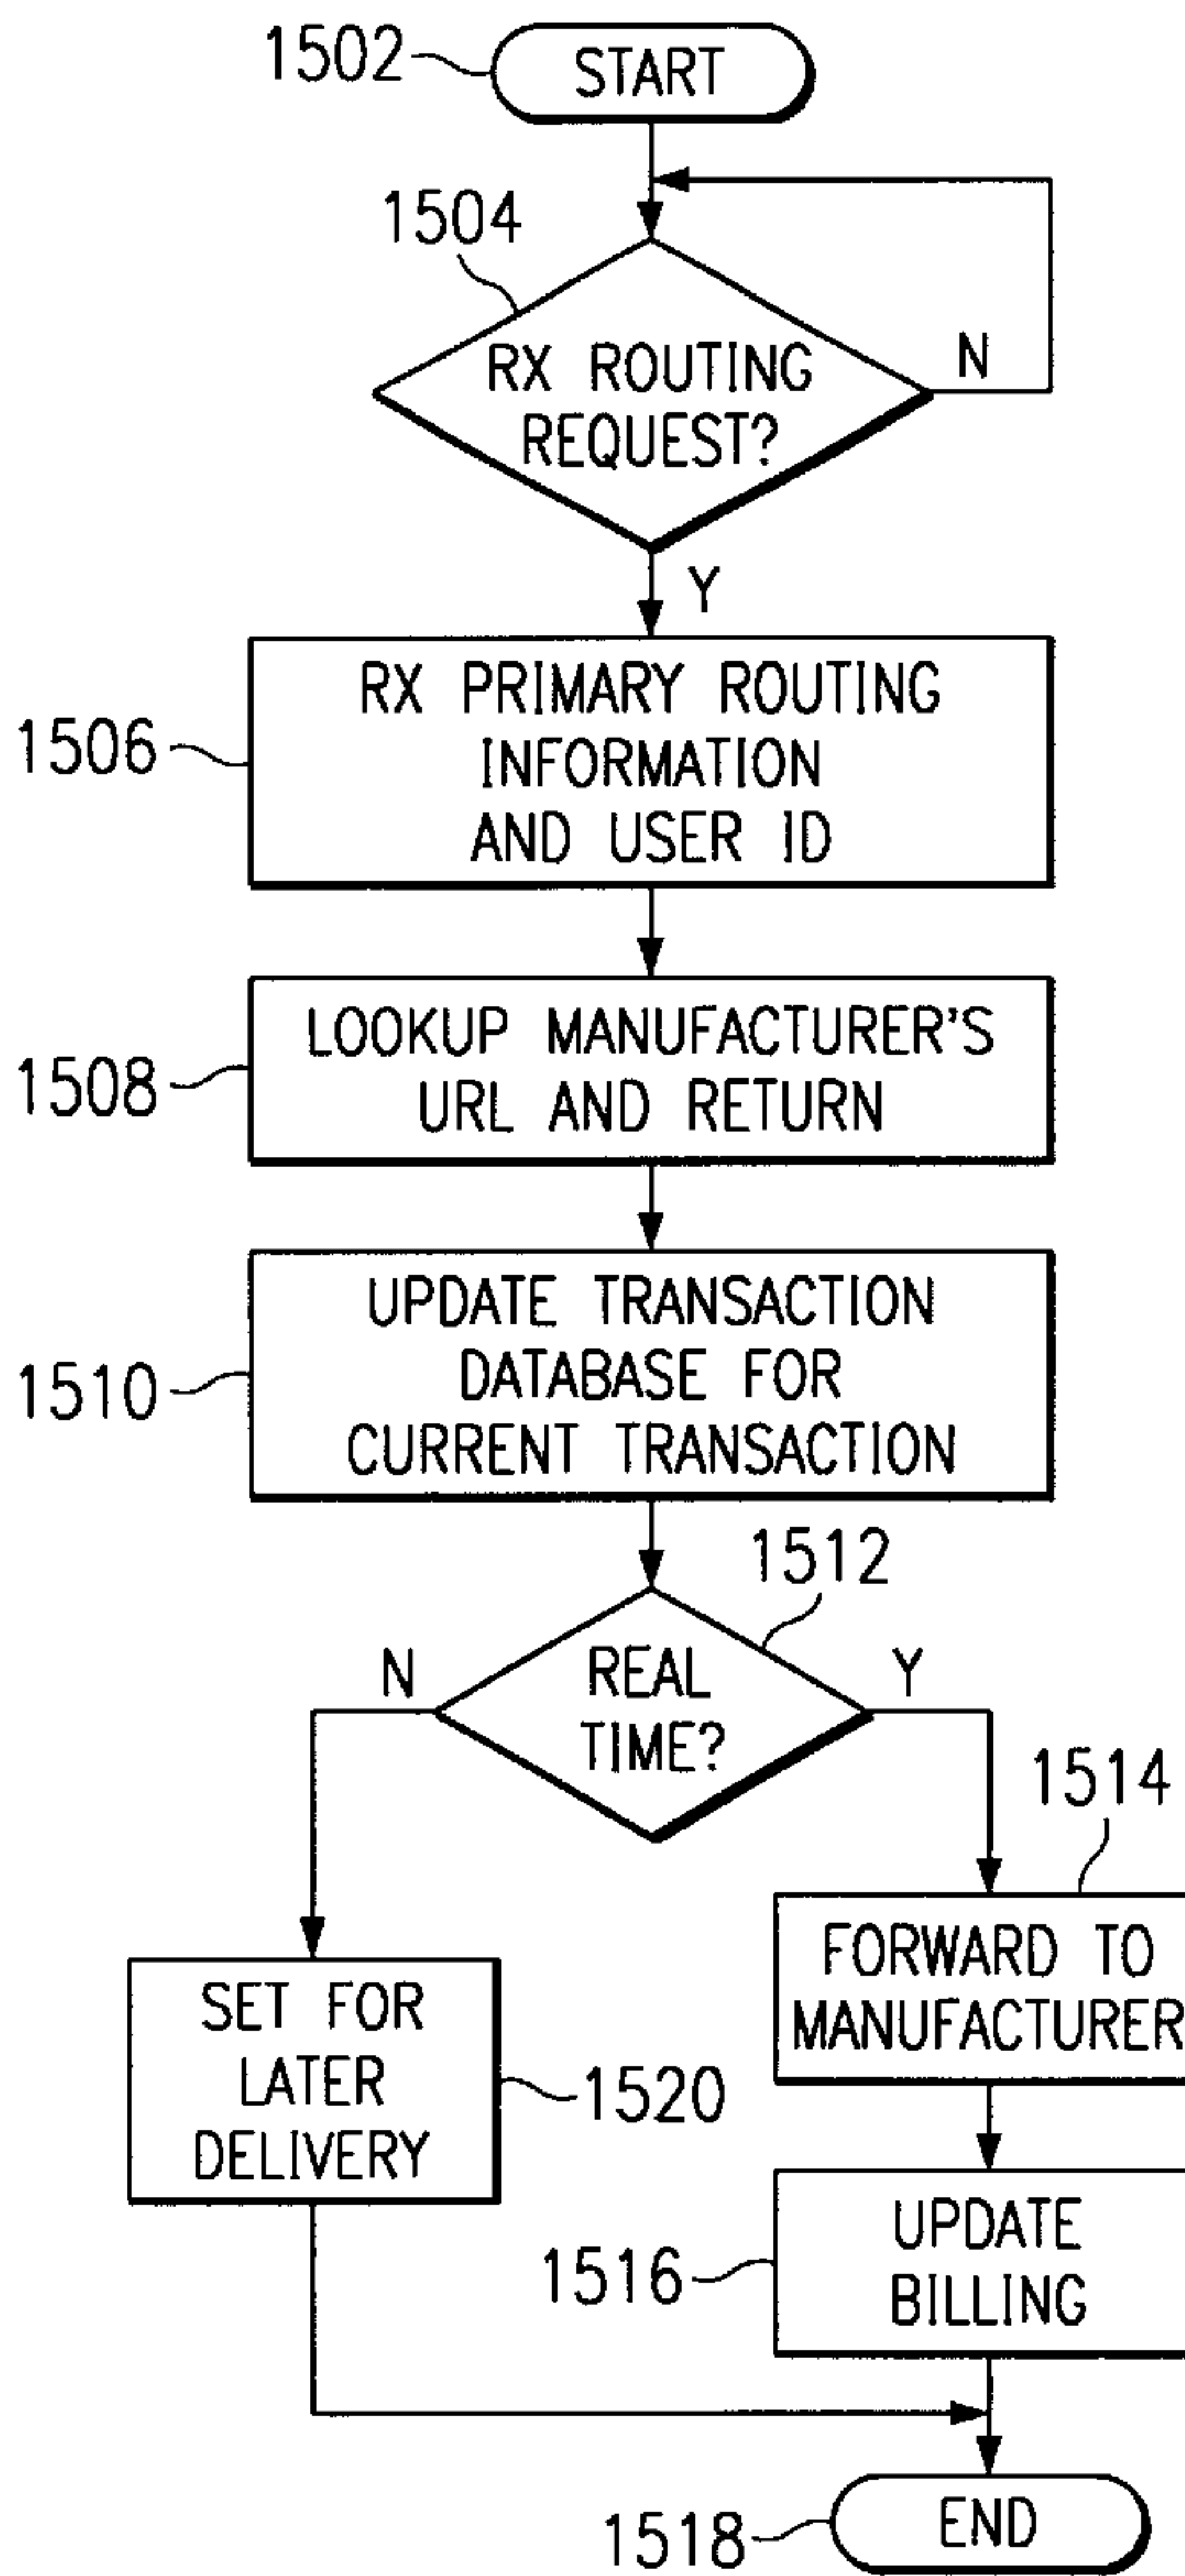 1502
START
1504
RX ROUTING
REQUEST?
N
Y
RX PRIMARY ROUTING
INFORMATION
AND USER ID
1506
LOOKUP MANUFACTURER'S
URL AND RETURN
1508
UPDATE TRANSACTION
DATABASE FOR
CURRENT TRANSACTION
1510
1512
N
REAL
TIME?
Y
1514
FORWARD TO
MANUFACTURER
SET FOR
LATER
DELIVERY
1520
UPDATE
BILLING
1516
END
1518